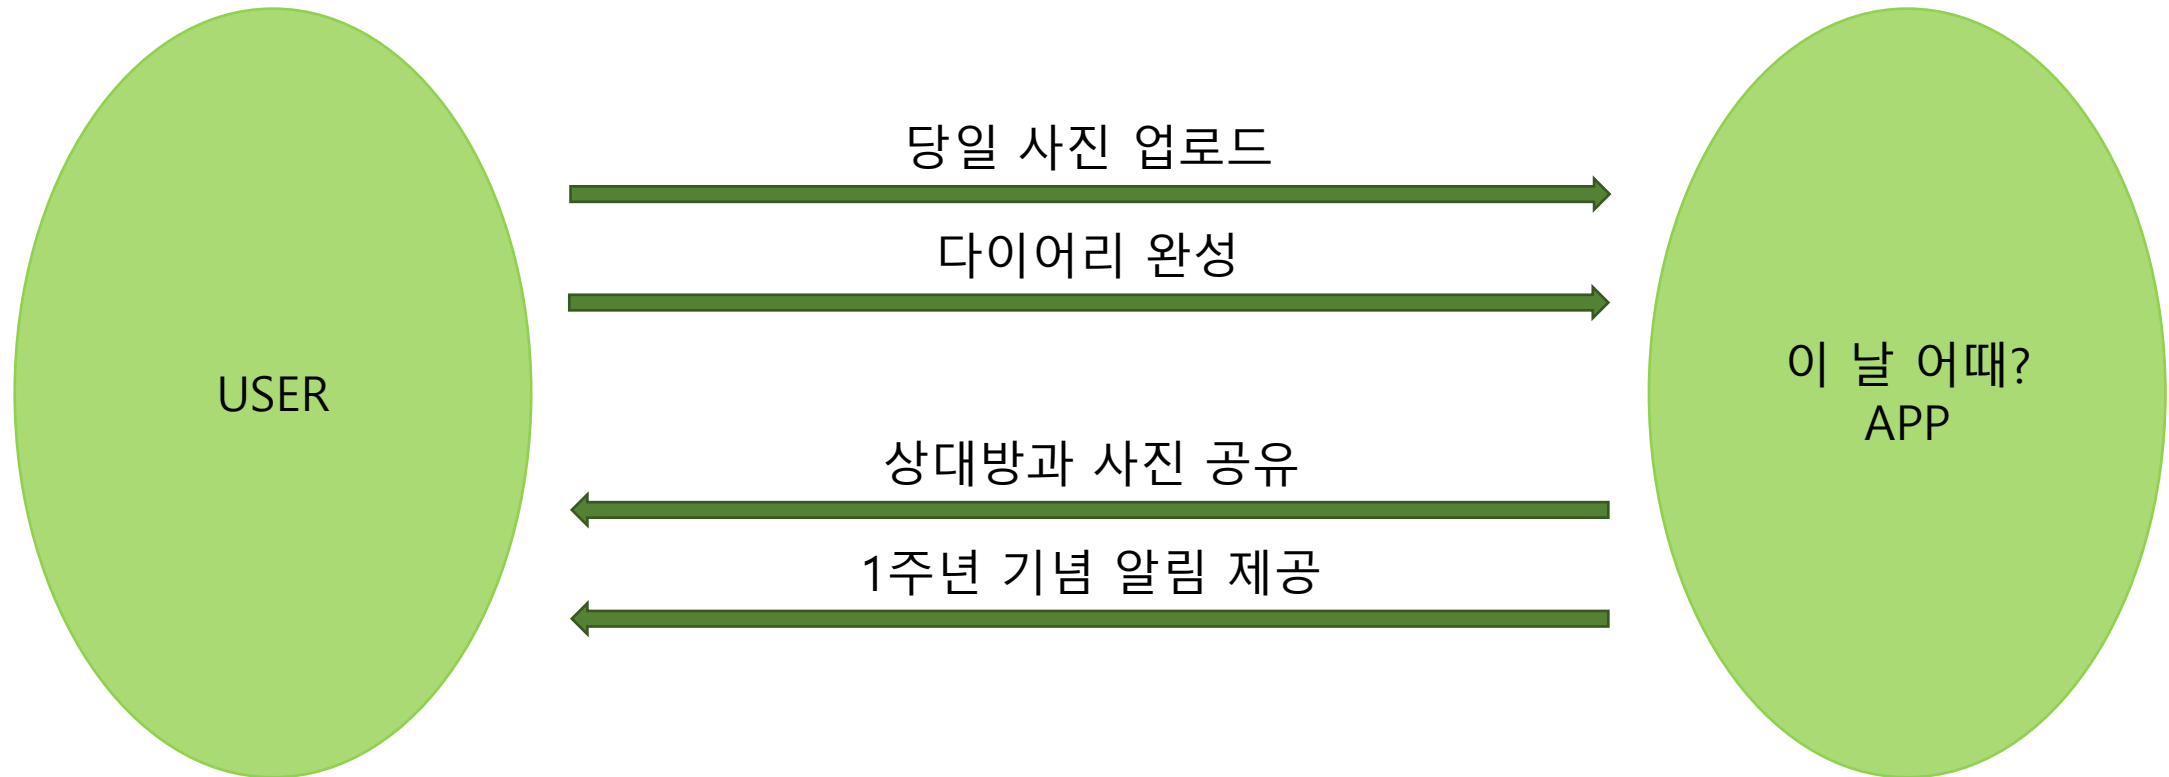 당일 사진 업로드
다이어리 완성
USER
이 날 어때?
APP
상대방과 사진 공유
1주년 기념 알림 제공